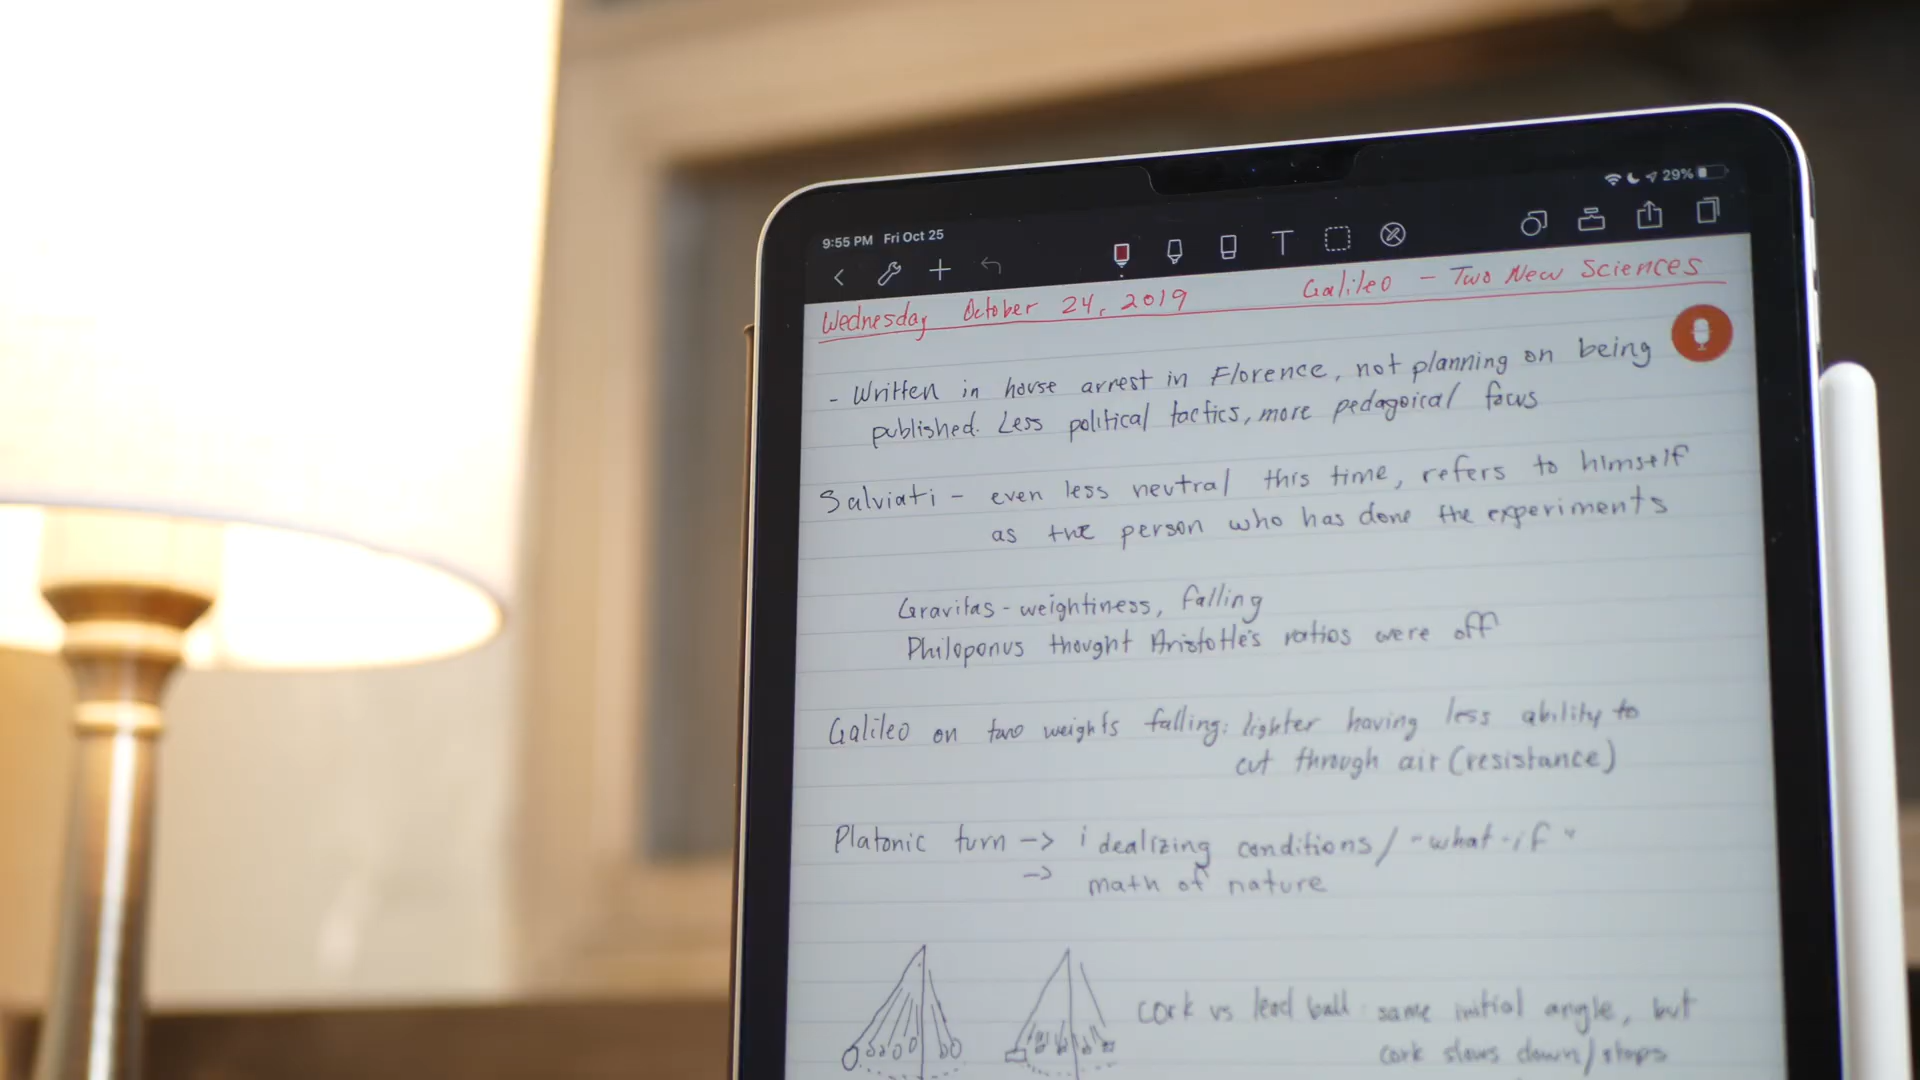 9:55 PM Fri Oct 25
29%
T
Wednesday October 24, 2019 Galileo - Two New Sciences
- Written in house arrest in Florence, not planning on being
published. Less political tactics, more pedagoical focus
Salviati - even less neutral this time, refers to himself
as the person who has done the experiments
Gravitas - weightiness, falling
Philoponus thought Aristotle's ratios were off
Galileo on two weights falling: lighter having less ability to
cut through air (resistance)
Platonic turn -> idealizing conditions / "what-if"
-> math of nature
cork vs lead ball same initial angle, but
cork slows down/stops